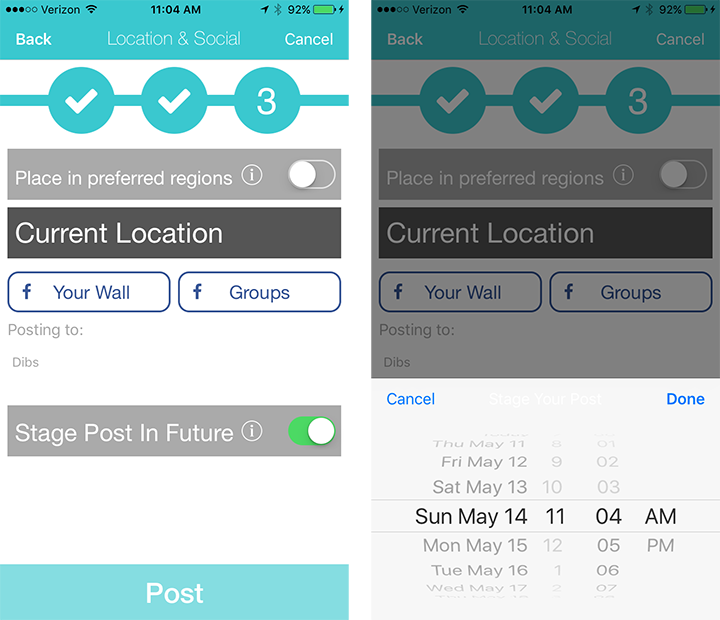 Verizon 11:04 AM 92%
Back Location & Social Cancel
3
Place in preferred regions i
Current Location
f Your Wall f Groups
Posting to:
Dibs
Stage Post In Future i
Post
Verizon 11:04 AM 92%
Back Location & Social Cancel
3
Place in preferred regions i
Current Location
f Your Wall f Groups
Posting to:
Dibs
Cancel Stage Your Post Done
Thu May 11 8 01
Fri May 12 9 02
Sat May 13 10 03
Sun May 14 11 04 AM
Mon May 15 12 05 PM
Tue May 16 1 06
Wed May 17 2 07
Thu May 18